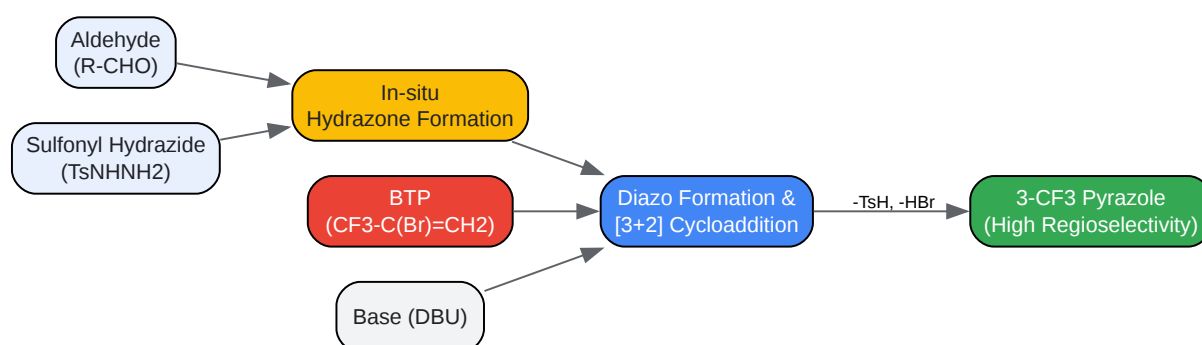 Aldehyde
(R-CHO)
Sulfonyl Hydrazide
(TsNHNH2)
In-situ
Hydrazone Formation
BTP
(CF3-C(Br)=CH2)
Base (DBU)
Diazo Formation &
[3+2] Cycloaddition
-TsH, -HBr
3-CF3 Pyrazole
(High Regioselectivity)